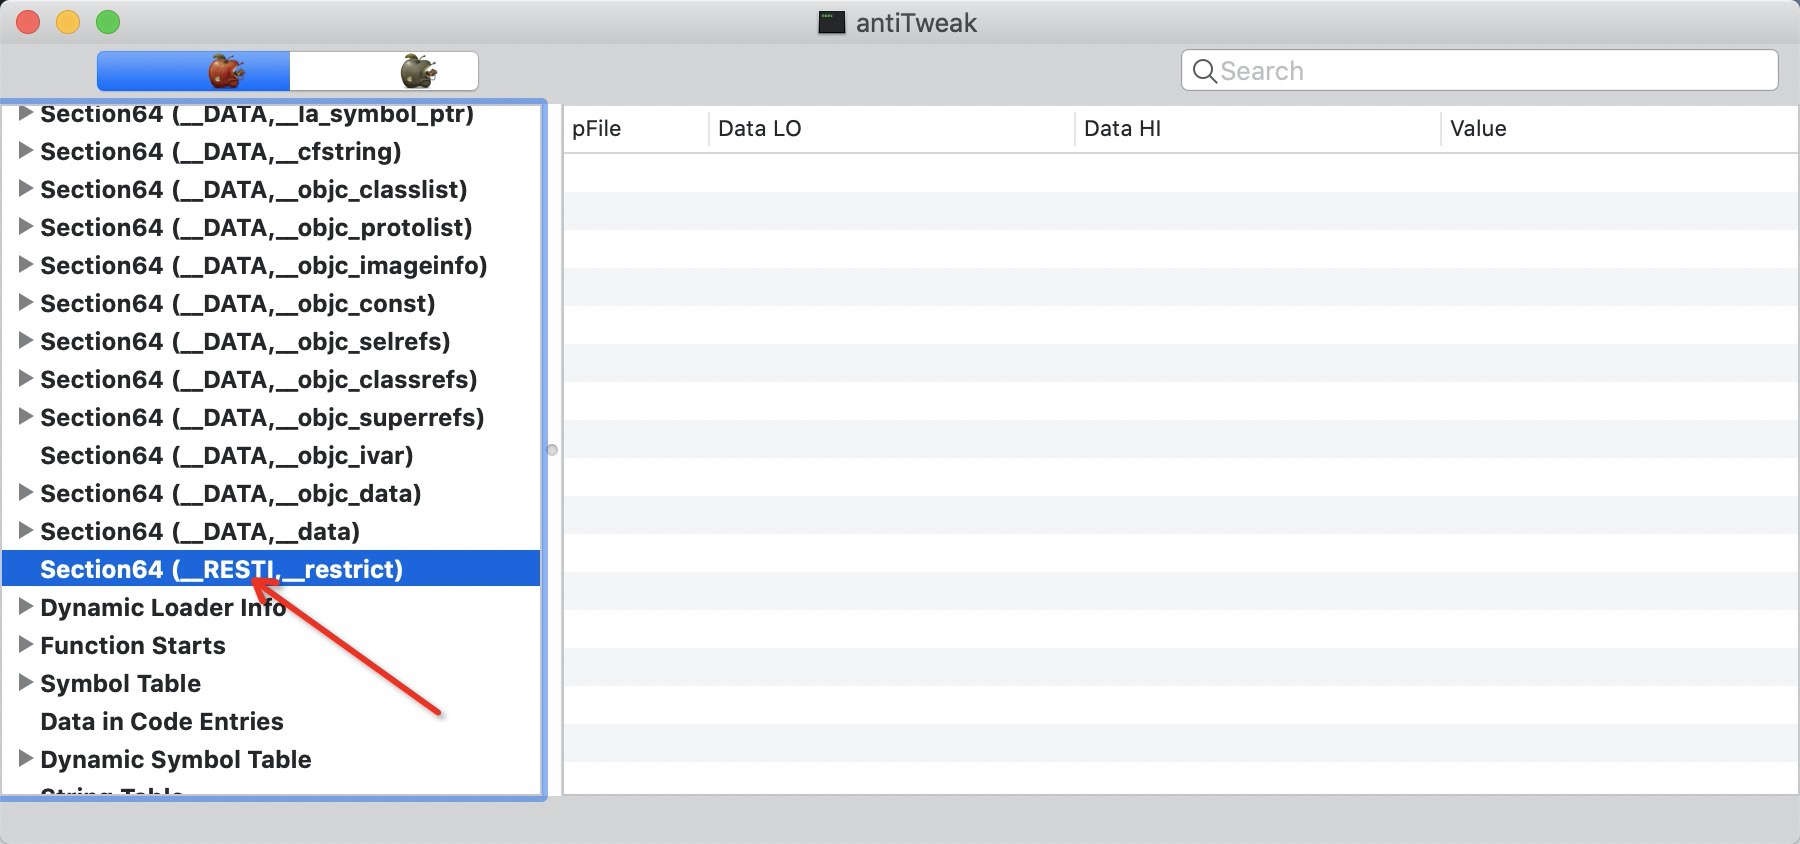 antiTweak
Search
Section64 (__DATA,__la_symbol_ptr)
Section64 (__DATA,__cfstring)
Section64 (__DATA,__objc_classlist)
Section64 (__DATA,__objc_protolist)
Section64 (__DATA,__objc_imageinfo)
Section64 (__DATA,__objc_const)
Section64 (__DATA,__objc_selrefs)
Section64 (__DATA,__objc_classrefs)
Section64 (__DATA,__objc_superrefs)
Section64 (__DATA,__objc_ivar)
Section64 (__DATA,__objc_data)
Section64 (__DATA,__data)
Section64 (__RESTI,__restrict)
Dynamic Loader Info
Function Starts
Symbol Table
Data in Code Entries
Dynamic Symbol Table
String Table
pFile Data LO Data HI Value